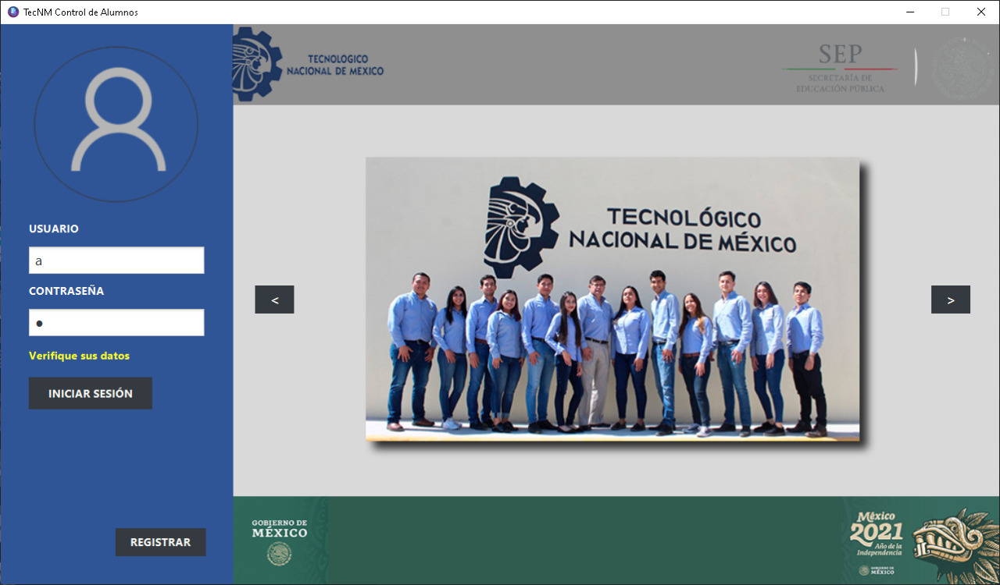 TecNM Control de Alumnos
TECNOLOGICO
NACIONAL DE MEXICO
SEP
SECRETARÍA DE
EDUCACIÓN PÚBLICA
USUARIO
a
CONTRASEÑA
●
Verifique sus datos
INICIAR SESIÓN
REGISTRAR
<
TECNOLÓGICO
NACIONAL DE MÉXICO
>
GOBIERNO DE
MÉXICO
México
2021
Año de la
Independencia
GOBIERNO DE
MÉXICO